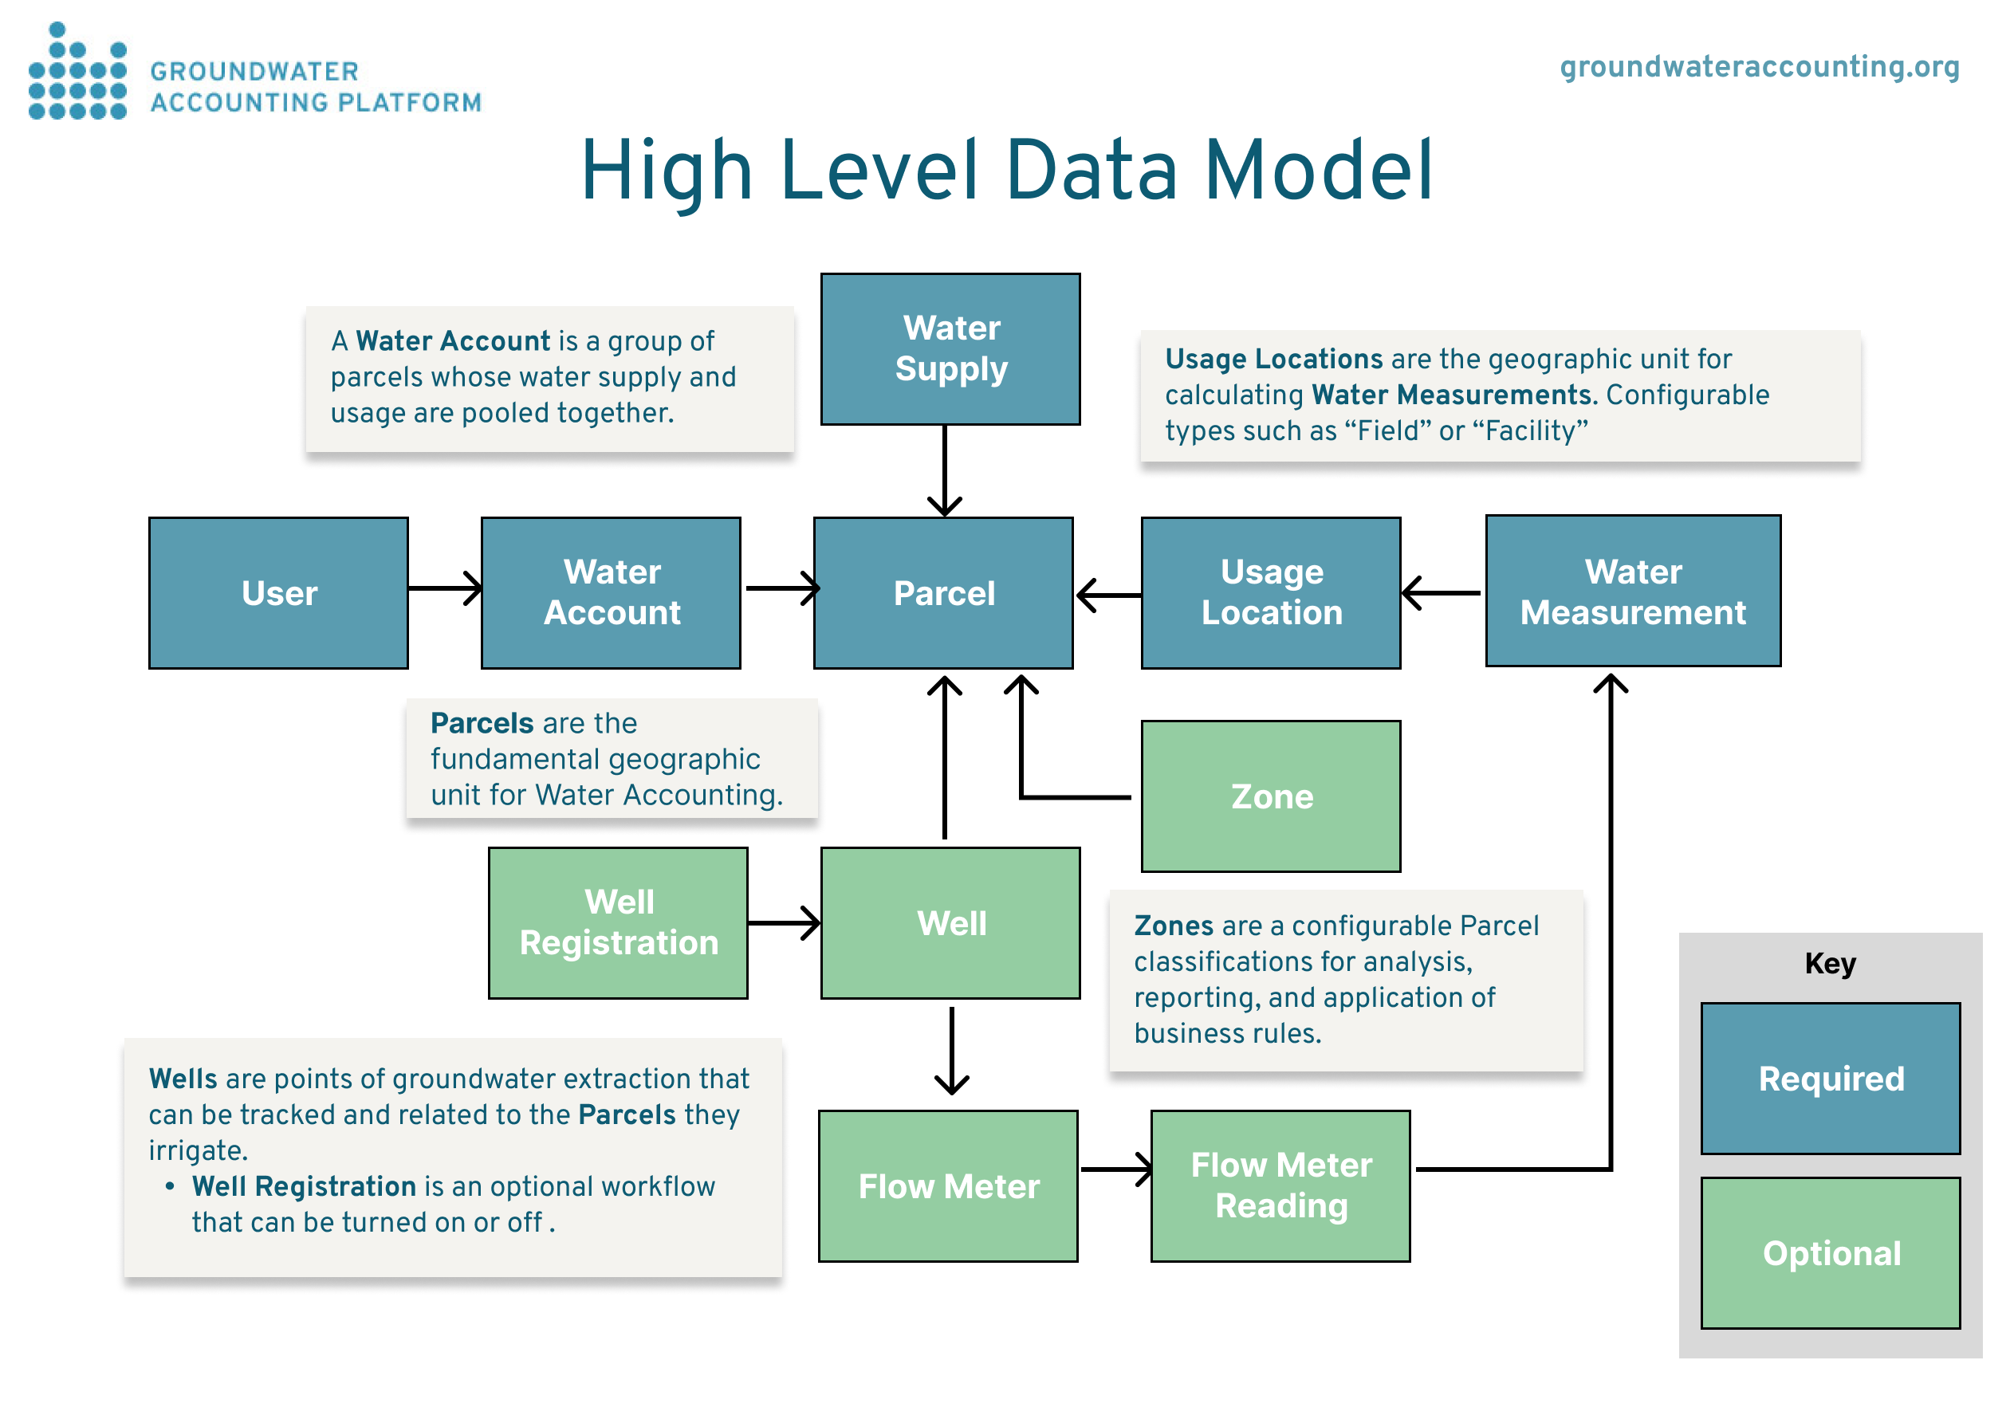 GROUNDWATER
ACCOUNTING PLATFORM
groundwateraccounting.org
High Level Data Model
Water
Supply
A Water Account is a group of
parcels whose water supply and
usage are pooled together.
Usage Locations are the geographic unit for
calculating Water Measurements. Configurable
types such as “Field” or “Facility”
User
Water
Account
Parcel
Usage
Location
Water
Measurement
Parcels are the
fundamental geographic
unit for Water Accounting.
Zone
Well
Registration
Well
Zones are a configurable Parcel
classifications for analysis,
reporting, and application of
business rules.
Key
Required
Optional
Wells are points of groundwater extraction that
can be tracked and related to the Parcels they
irrigate.
• Well Registration is an optional workflow
that can be turned on or off .
Flow Meter
Flow Meter
Reading